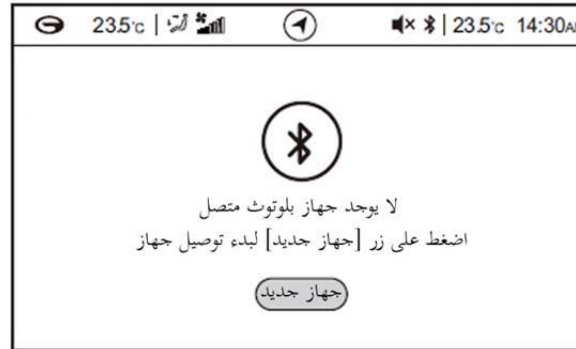 23.5°c | 23.5°c 14:30AM
لا يوجد جهاز بلوتوث متصل
اضغط على زر [جهاز جديد] لبدء توصيل جهاز
جهاز جديد